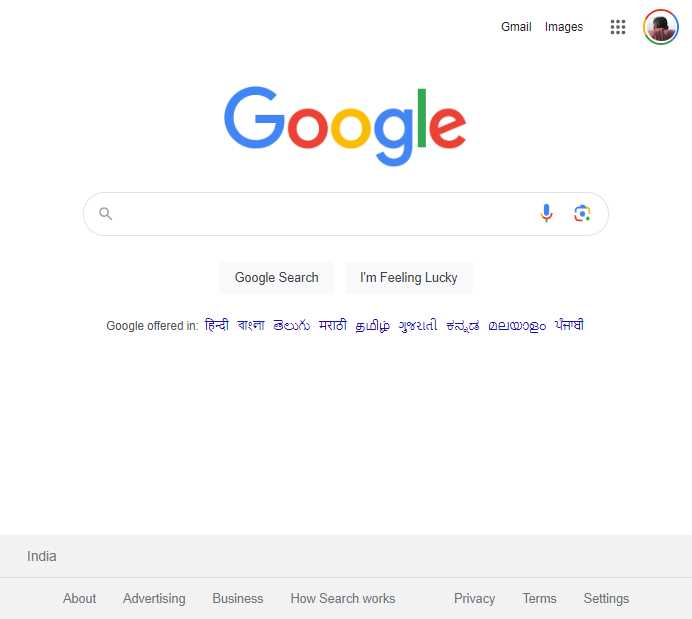 Gmail Images
Google
Google Search I'm Feeling Lucky
Google offered in: हिन्दी বাংলা తెలుగు मराठी தமிழ் ગુજરાતી ಕನ್ನಡ മലയാളം ਪੰਜਾਬੀ
India
About Advertising Business How Search works Privacy Terms Settings